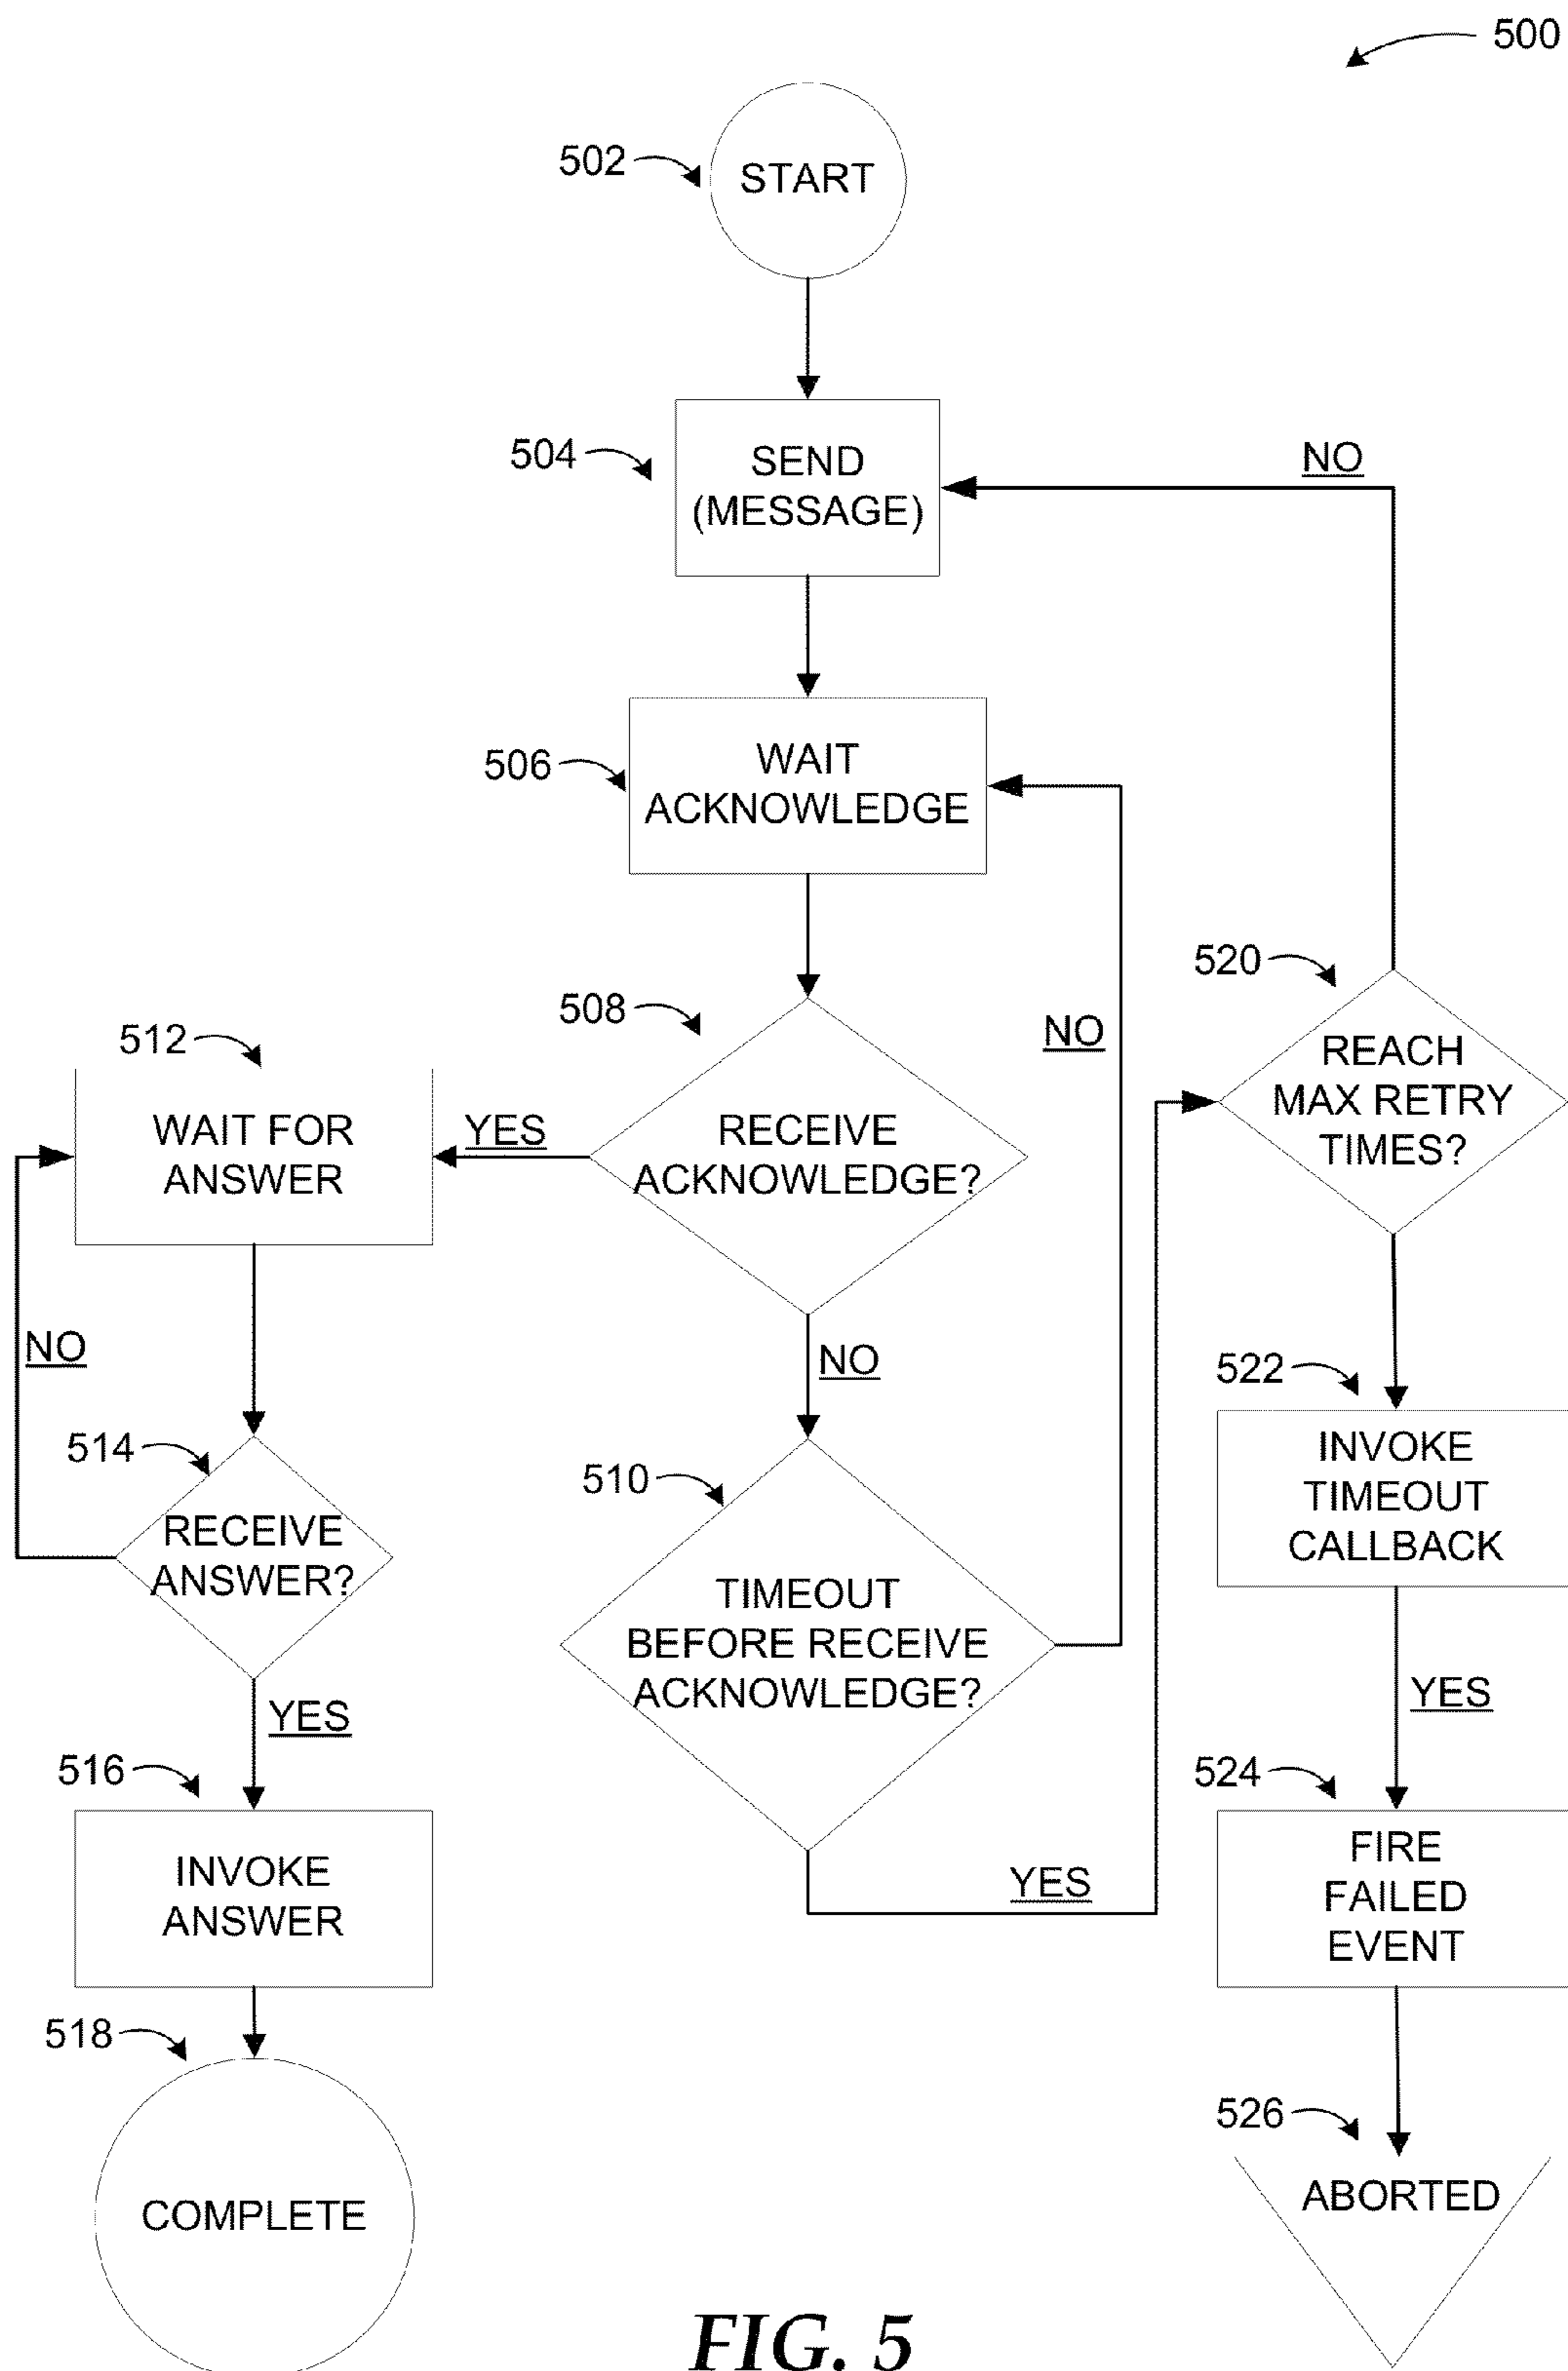 500
502
START
504
SEND
(MESSAGE)
NO
506
WAIT
ACKNOWLEDGE
520
508
NO
REACH
MAX RETRY
TIMES?
512
WAIT FOR
ANSWER
YES
RECEIVE
ACKNOWLEDGE?
NO
NO
522
INVOKE
TIMEOUT
CALLBACK
514
RECEIVE
ANSWER?
510
TIMEOUT
BEFORE RECEIVE
ACKNOWLEDGE?
YES
YES
516
INVOKE
ANSWER
YES
524
FIRE
FAILED
EVENT
518
COMPLETE
526
ABORTED
FIG. 5